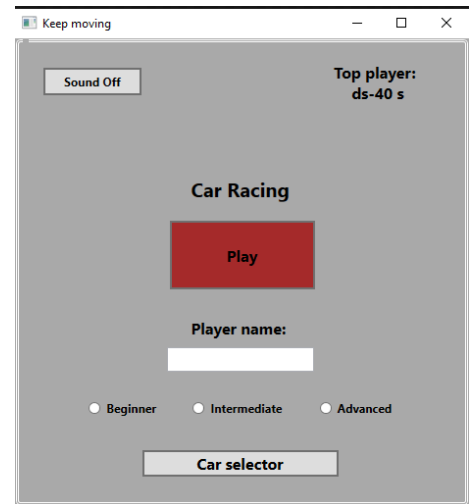 Keep moving
Sound Off
Top player:
ds-40 s
Car Racing
Play
Player name:
Beginner Intermediate Advanced
Car selector